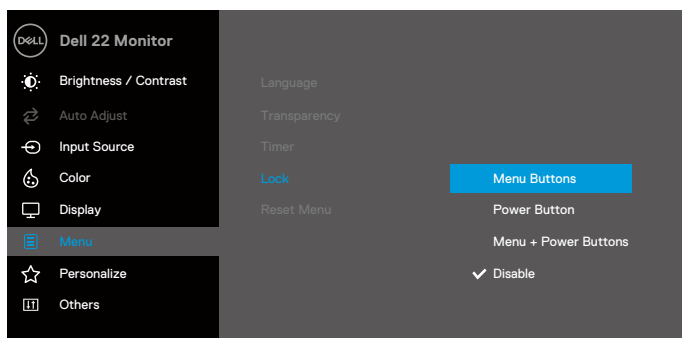 DELL
Dell 22 Monitor
Brightness / Contrast
Auto Adjust
Input Source
Color
Display
Menu
Personalize
Others
Language
Transparency
Timer
Lock
Reset Menu
Menu Buttons
Power Button
Menu + Power Buttons
Disable